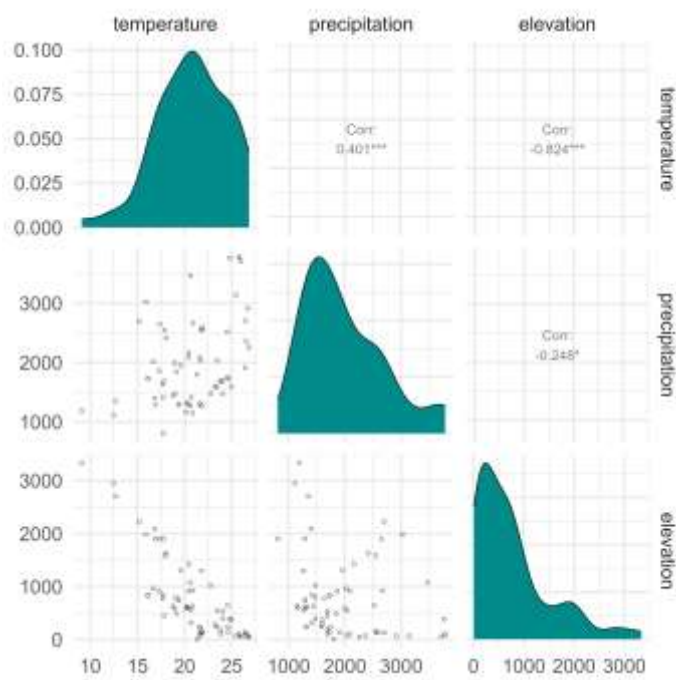 temperature precipitation elevation
0.100
0.075
0.050
0.025
0.000
Corr:
0.401***
Corr:
-0.824***
temperature
3000
2000
1000
Corr:
-0.248*
precipitation
3000
2000
1000
0
elevation
10 15 20 25 1000 2000 3000 0 1000 2000 3000